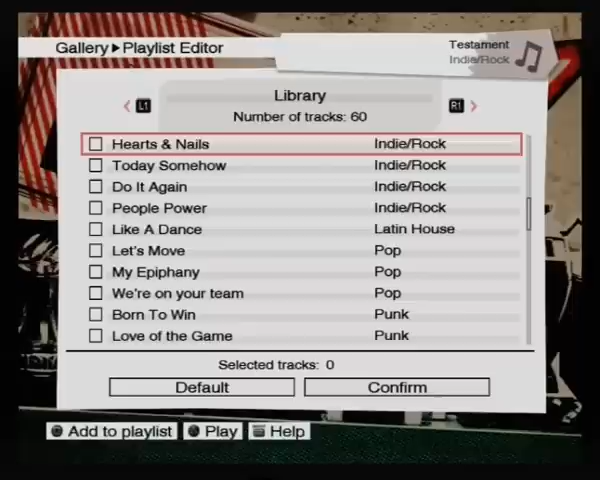 Gallery▶Playlist Editor
Testament
Indie/Rock
Library
L1
R1
Number of tracks: 60
Hearts & Nails Indie/Rock
Today Somehow Indie/Rock
Do It Again Indie/Rock
People Power Indie/Rock
Like A Dance Latin House
Let's Move Pop
My Epiphany Pop
We're on your team Pop
Born To Win Punk
Love of the Game Punk
Selected tracks: 0
Default Confirm
Add to playlist Play Help